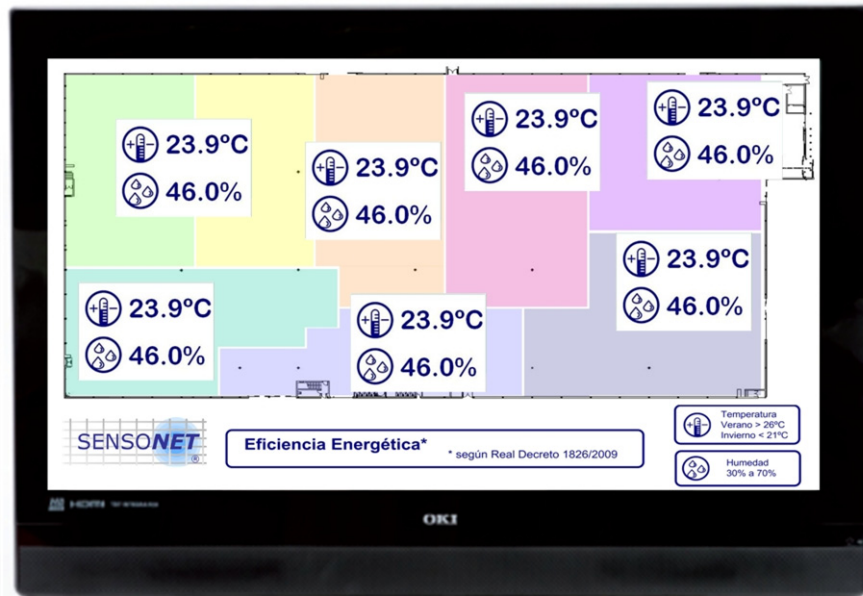 23.9ºC
46.0%
23.9ºC
46.0%
23.9ºC
46.0%
23.9ºC
46.0%
23.9ºC
46.0%
23.9ºC
46.0%
23.9ºC
46.0%
SENSONET
®
Eficiencia Energética*
* según Real Decreto 1826/2009
Temperatura
Verano > 26ºC
Invierno < 21ºC
Humedad
30% a 70%
HDMI
OKI